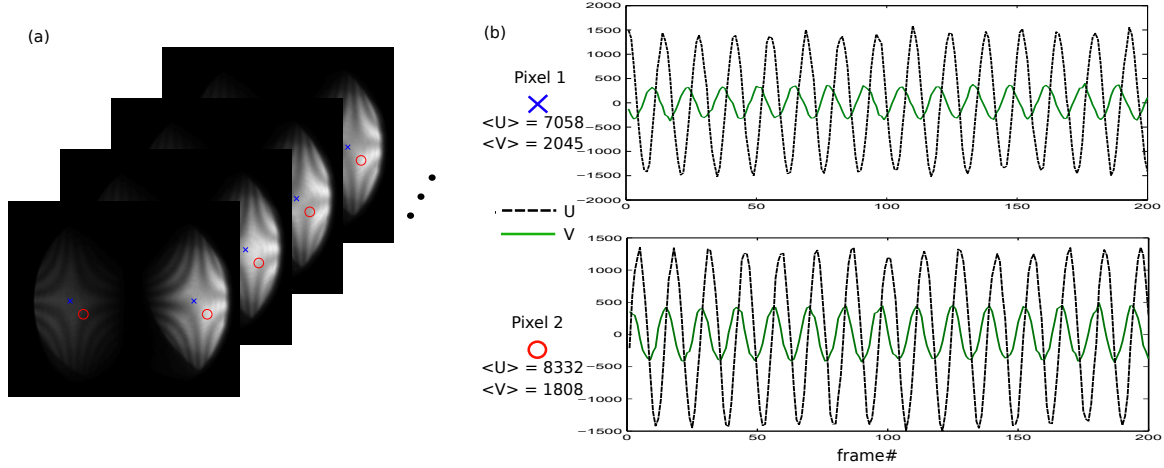 (a)
(b)
Pixel 1
<U> = 7058
<V> = 2045
U
V
Pixel 2
<U> = 8332
<V> = 1808
2000
1500
1000
500
0
−500
−1000
−1500
−2000
0 50 100 150 200
1500
1000
500
0
−500
−1000
−1500
0 50 100 150 200
frame#